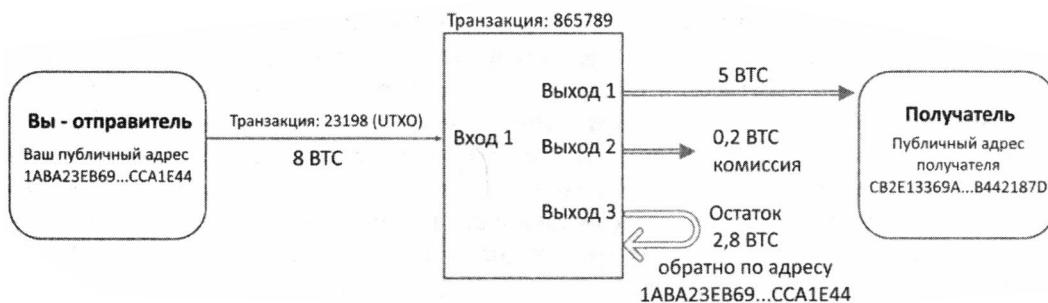 Транзакция: 865789
Вы - отправитель
Ваш публичный адрес
1ABA23EB69...CCA1E44
Транзакция: 23198 (UTXO)
8 BTC
Вход 1
Выход 1
5 BTC
Выход 2
0,2 BTC
комиссия
Выход 3
Остаток
2,8 BTC
обратно по адресу
1ABA23EB69...CCA1E44
Получатель
Публичный адрес
получателя
CB2E13369A...B442187D